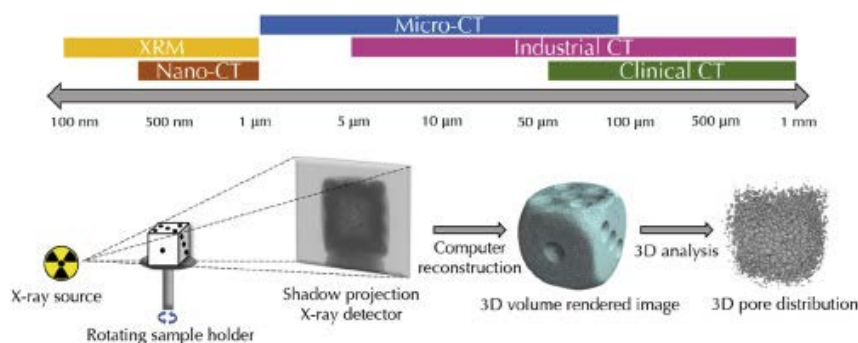 Micro-CT
XRM
Industrial CT
Nano-CT
Clinical CT
100 nm 500 nm 1 μm 5 μm 10 μm 50 μm 100 μm 500 μm 1 mm
X-ray source
Rotating sample holder
Shadow projection
X-ray detector
Computer
reconstruction
3D volume rendered image
3D analysis
3D pore distribution